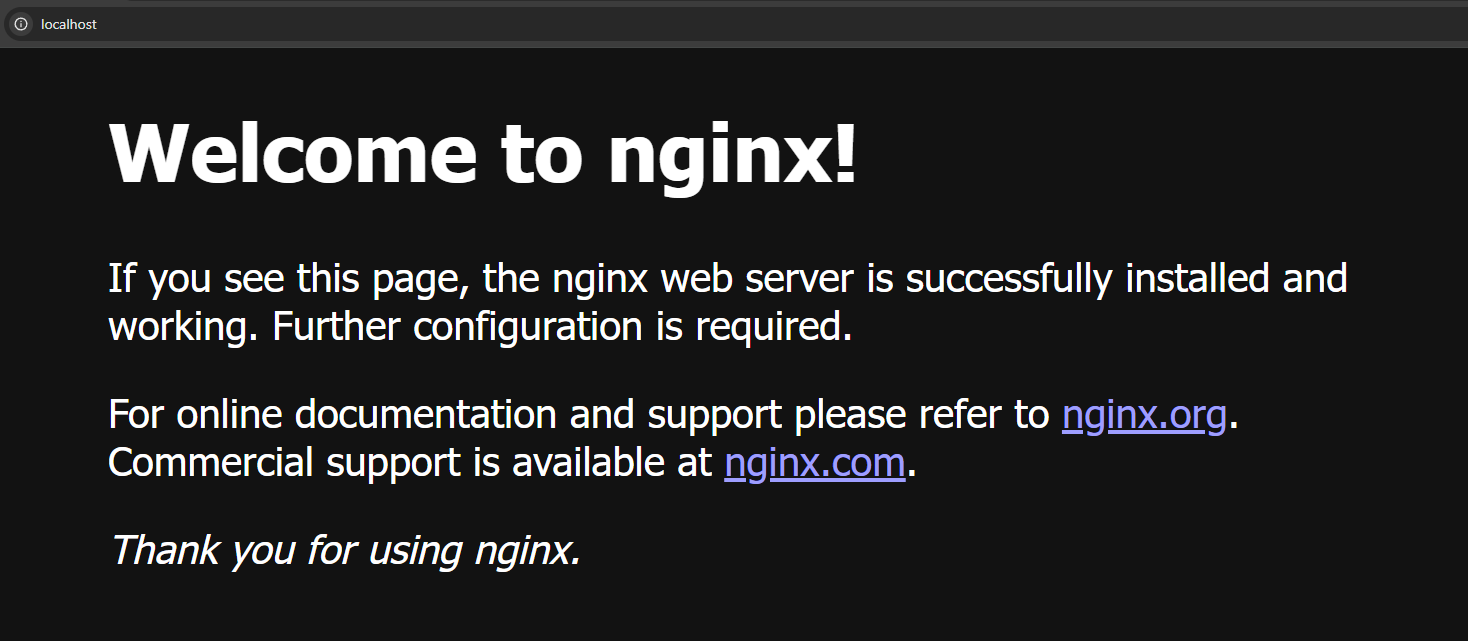 localhost
Welcome to nginx!
If you see this page, the nginx web server is successfully installed and
working. Further configuration is required.
For online documentation and support please refer to nginx.org.
Commercial support is available at nginx.com.
Thank you for using nginx.